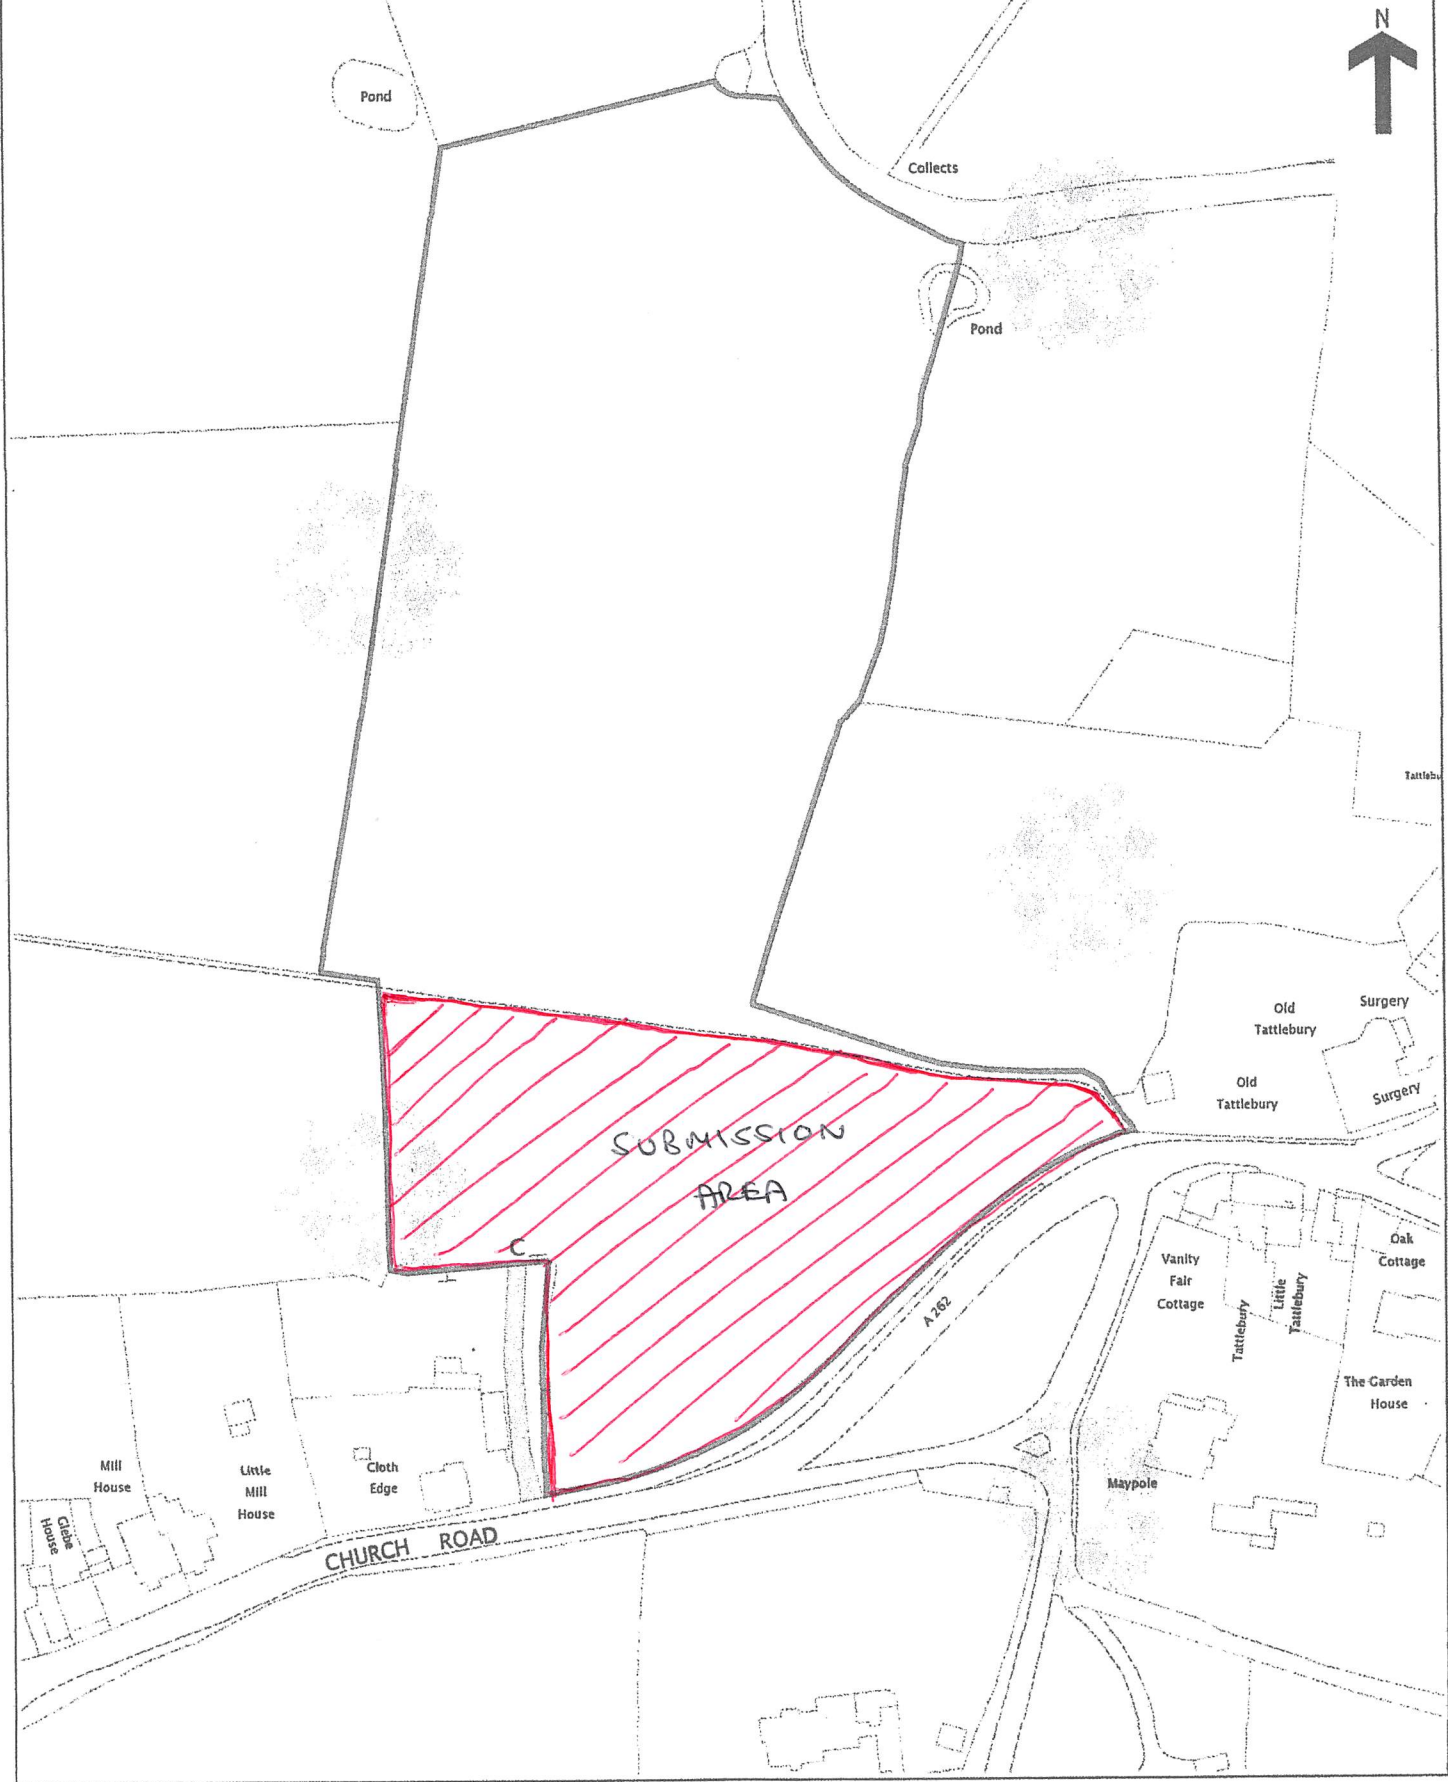 N
Pond
Collects
Pond
Old
Tattlebury
Surgery
Old
Tattlebury
Surgery
SUBMISSION
AREA
C
Vanity
Fair
Cottage
Oak
Cottage
Little
Tattlebury
Tattlebury
A 262
The Garden
House
Maypole
Mill
House
Little
Mill
House
Cloth
Edge
Glebe
House
CHURCH ROAD